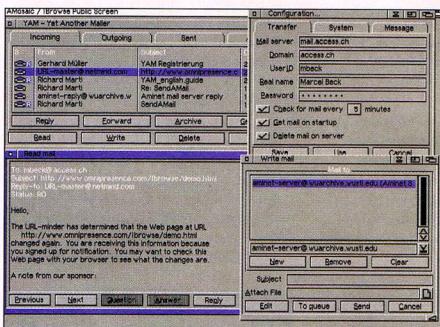 AMosaic / IBrowse Public Screen
YAM - Yet Another Mailer
Incoming Outgoing Sent
S From Subject
Gerhard Müller YAM Registrierung
URL-master@netmind.com http://www.omnipresence.c
Richard Marti YAM_english.guide
Richard Marti Re: SendAMail
aminet-reply@wuarchive.w Aminet mail server reply
Richard Marti SendAMail
Reply Forward Archive
Read Write Delete
Configuration...
Transfer System Message
Mail server mail.access.ch
Domain access.ch
User ID mbeck
Real name Marcel Beck
Password
Check for mail every 5 minutes
Get mail on startup
Delete mail on server
Save Use Cancel
Read mail
To: mbeck@access.ch
Subject: http://www.omnipresence.com/Ibrowse/demo.html
Reply-to: URL-master@netmind.com
Status: RO
Hello,
The URL-minder has determined that the Web page at URL
http://www.omnipresence.com/Ibrowse/demo.html
changed again. You are receiving this information because
you signed up for notification. You may want to check this
Web page with your browser to see what the changes are.
A note from our sponsor:
Previous Next Question Answer Reply
Write mail
Mail to...
aminet-server@wuarchive.wustl.edu (Aminet S
aminet-server@wuarchive.wustl.edu
New Remove Clear
Subject
Attach File
Edit To queue Send Cancel